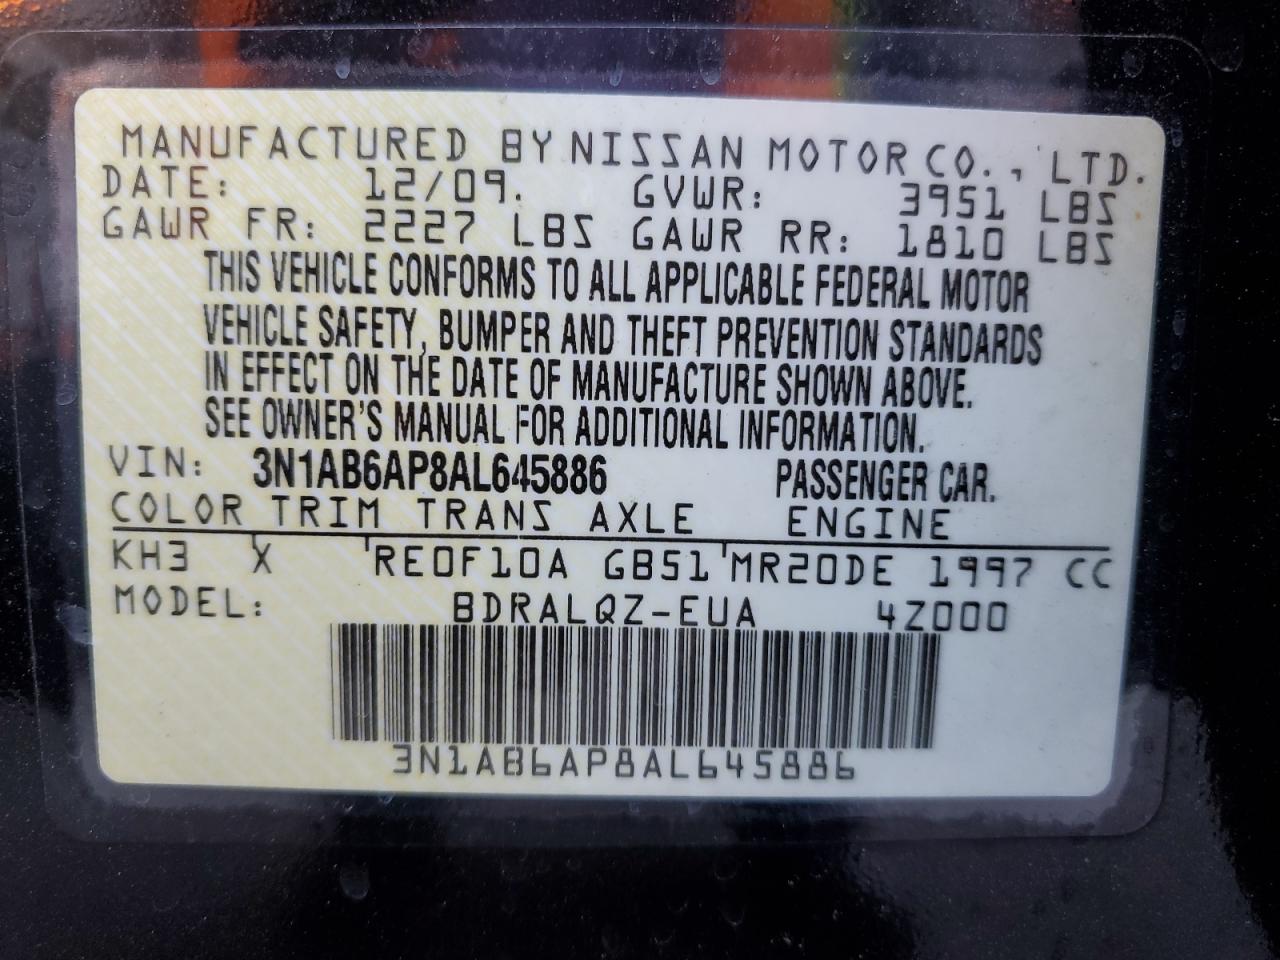 MANUFACTURED BY NISSAN MOTOR CO., LTD.
DATE: 12/09. GVWR: 3951 LBS
GAWR FR: 2227 LBS GAWR RR: 1810 LBS
THIS VEHICLE CONFORMS TO ALL APPLICABLE FEDERAL MOTOR
VEHICLE SAFETY, BUMPER AND THEFT PREVENTION STANDARDS
IN EFFECT ON THE DATE OF MANUFACTURE SHOWN ABOVE.
SEE OWNER'S MANUAL FOR ADDITIONAL INFORMATION.
VIN: 3N1AB6AP8AL645886 PASSENGER CAR.
COLOR TRIM TRANS AXLE ENGINE
KH3 X RE0F10A GB51 MR20DE 1997 CC
MODEL: BDRALQZ-EUA 4Z000
3N1AB6AP8AL645886